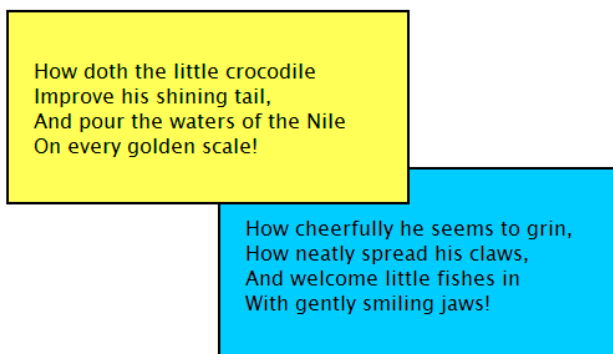 How doth the little crocodile
Improve his shining tail,
And pour the waters of the Nile
On every golden scale!
How cheerfully he seems to grin,
How neatly spread his claws,
And welcome little fishes in
With gently smiling jaws!